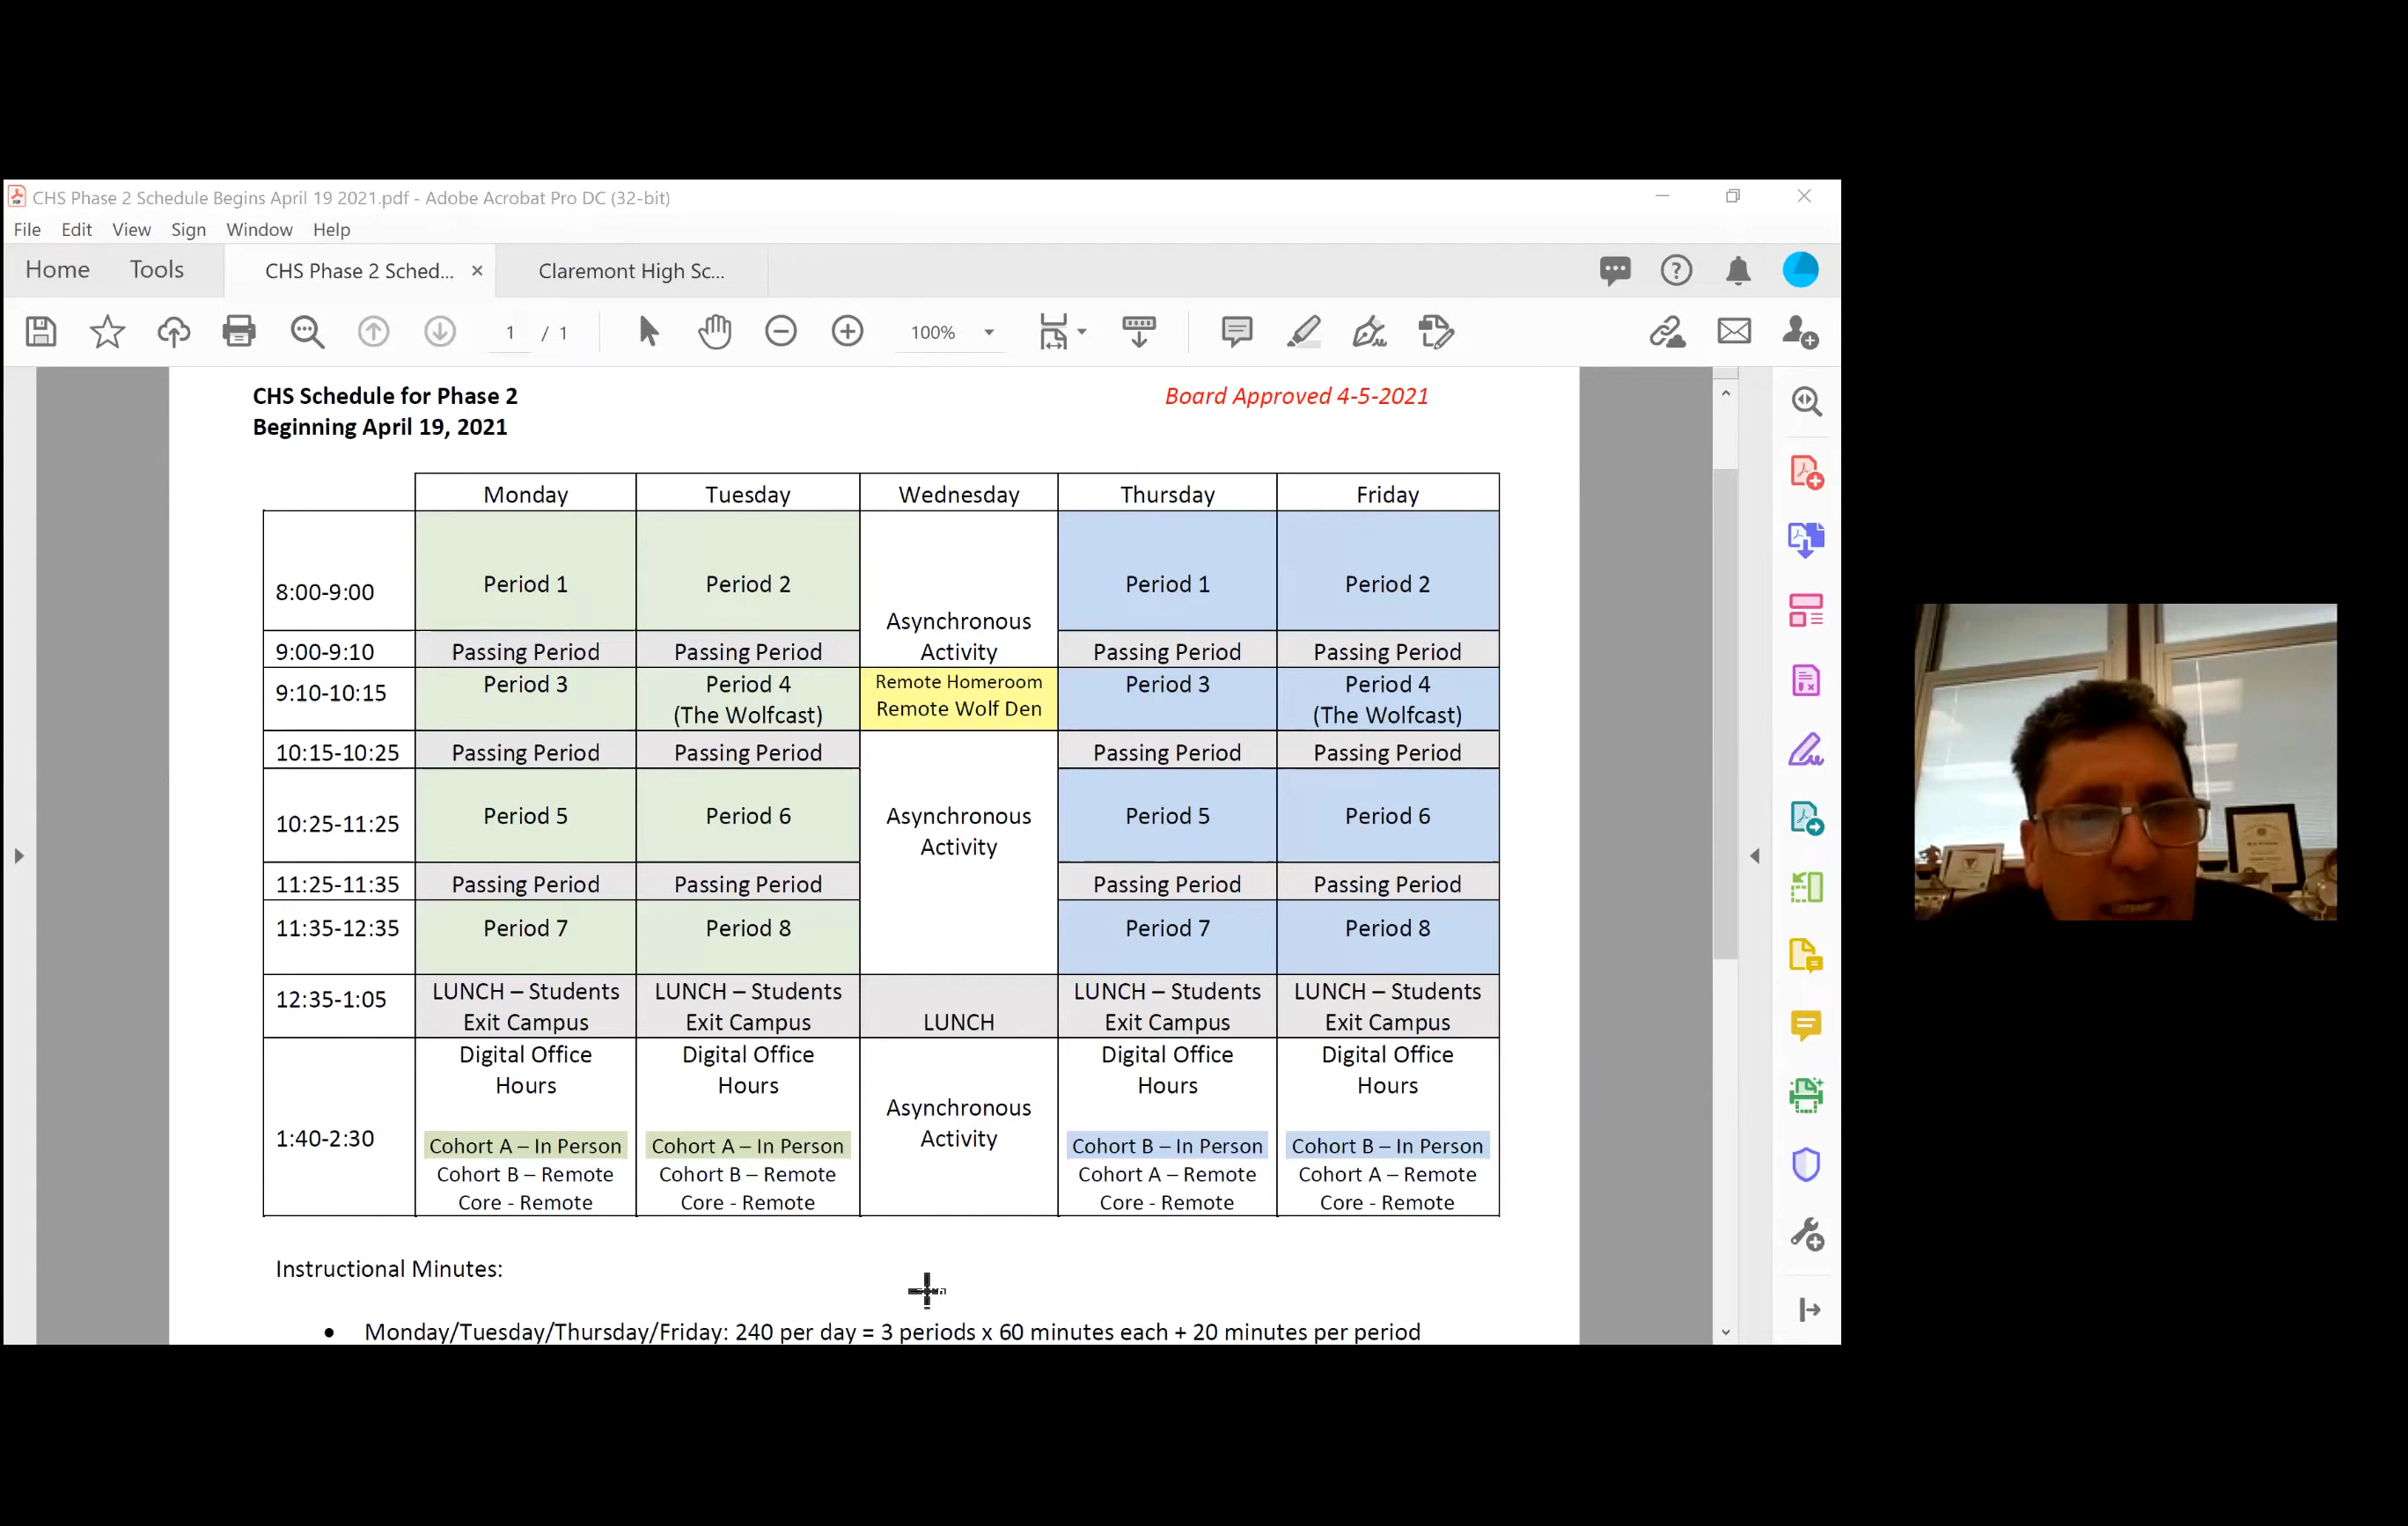 CHS Phase 2 Schedule Begins April 19 2021.pdf - Adobe Acrobat Pro DC (32-bit)
File Edit View Sign Window Help
Home Tools CHS Phase 2 Sched... × Claremont High Sc...
1 / 1 100%
CHS Schedule for Phase 2 Board Approved 4-5-2021
Beginning April 19, 2021
Monday Tuesday Wednesday Thursday Friday
8:00-9:00 Period 1 Period 2 Asynchronous Activity Period 1 Period 2
9:00-9:10 Passing Period Passing Period Passing Period Passing Period
9:10-10:15 Period 3 Period 4 Remote Homeroom Period 3 Period 4
(The Wolfcast) Remote Wolf Den (The Wolfcast)
10:15-10:25 Passing Period Passing Period Passing Period Passing Period
10:25-11:25 Period 5 Period 6 Asynchronous Activity Period 5 Period 6
11:25-11:35 Passing Period Passing Period Passing Period Passing Period
11:35-12:35 Period 7 Period 8 Period 7 Period 8
12:35-1:05 LUNCH – Students LUNCH – Students LUNCH – Students LUNCH – Students
Exit Campus Exit Campus LUNCH Exit Campus Exit Campus
Digital Office Digital Office Digital Office Digital Office
Hours Hours Hours Hours
1:40-2:30 Asynchronous Activity
Cohort A – In Person Cohort A – In Person Cohort B – In Person Cohort B – In Person
Cohort B – Remote Cohort B – Remote Cohort A – Remote Cohort A – Remote
Core - Remote Core - Remote Core - Remote Core - Remote
Instructional Minutes:
• Monday/Tuesday/Thursday/Friday: 240 per day = 3 periods x 60 minutes each + 20 minutes per period